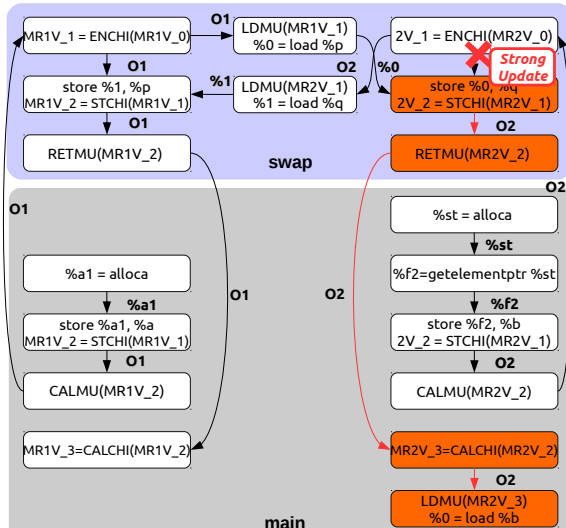 O1
MR1V_1 = ENCHI(MR1V_0)
LDMU(MR1V_1)
%0 = load %p
2V_1 = ENCHI(MR2V_0)
O1
O2
%0
Strong
Update
store %1, %p
MR1V_2 = STCHI(MR1V_1)
%1
LDMU(MR2V_1)
%1 = load %q
store %0, %q
2V_2 = STCHI(MR2V_1)
O1
O2
RETMU(MR1V_2)
swap
RETMU(MR2V_2)
O2
O1
%st = alloca
%st
%a1 = alloca
%f2=getelementptr %st
O1
O2
%a1
%f2
store %a1, %a
MR1V_2 = STCHI(MR1V_1)
store %f2, %b
2V_2 = STCHI(MR2V_1)
O1
O2
CALMU(MR1V_2)
CALMU(MR2V_2)
MR1V_3=CALCHI(MR1V_2)
MR2V_3=CALCHI(MR2V_2)
O2
LDMU(MR2V_3)
%0 = load %b
main